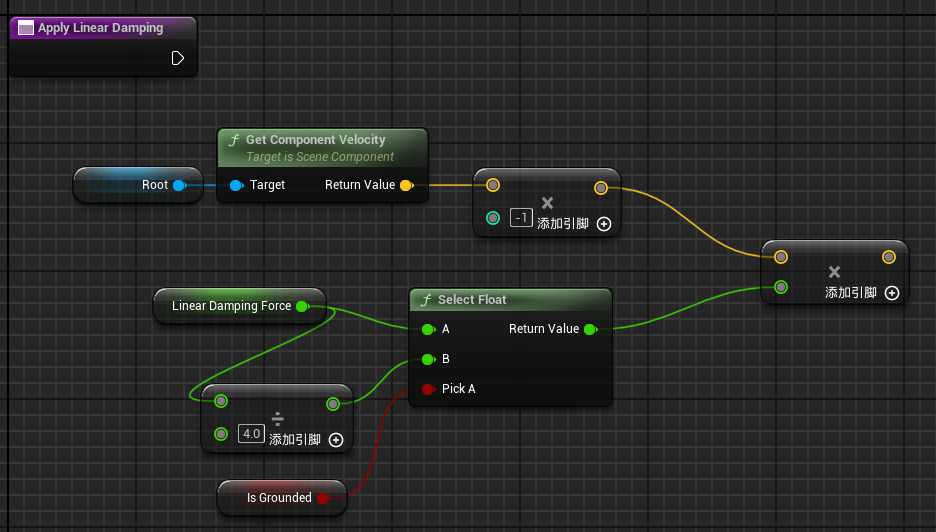 Apply Linear Damping
Get Component Velocity
Target is Scene Component
Root
Target
Return Value
-1
添加引脚
添加引脚
Linear Damping Force
Select Float
A
Return Value
B
Pick A
4.0
添加引脚
Is Grounded